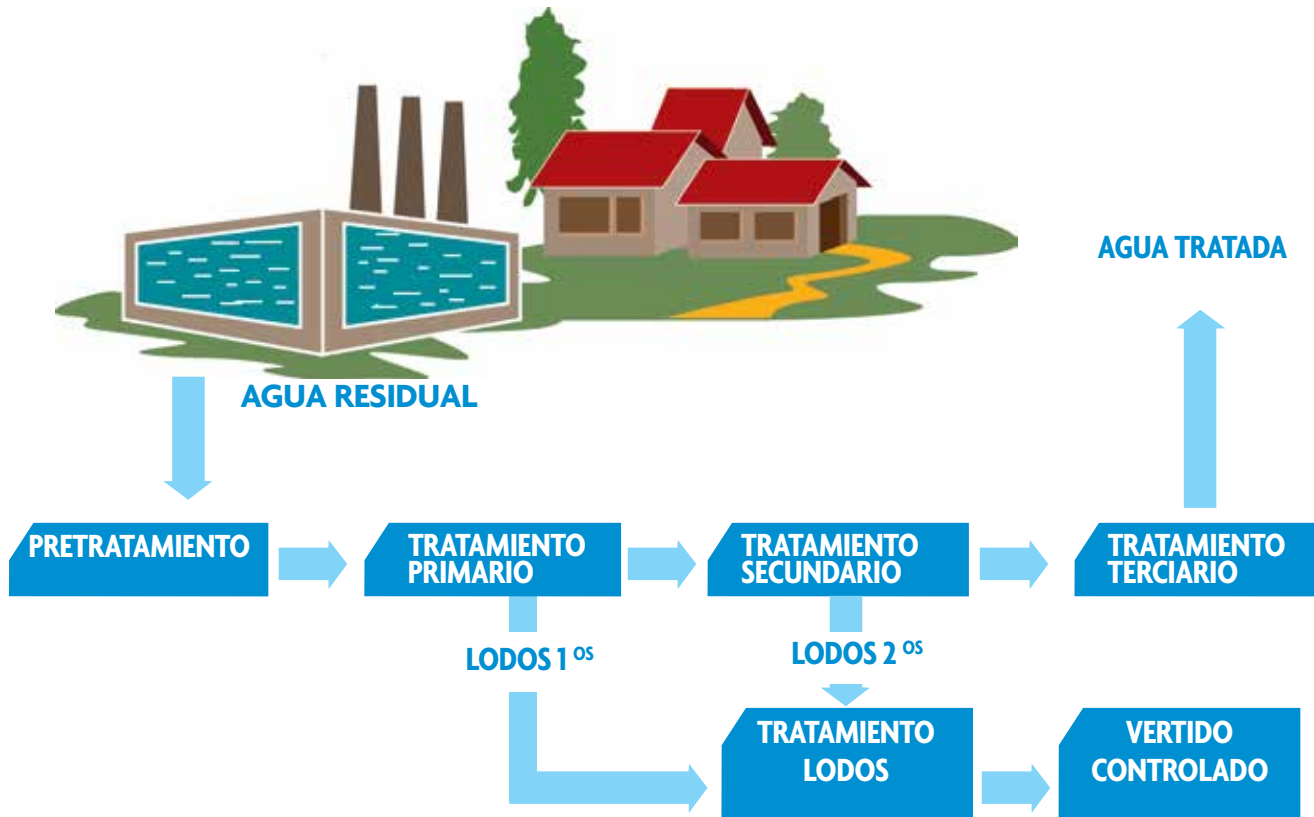 AGUA TRATADA
AGUA RESIDUAL
PRETRATAMIENTO
TRATAMIENTO
PRIMARIO
TRATAMIENTO
SECUNDARIO
TRATAMIENTO
TERCIARIO
LODOS 1 OS
LODOS 2 OS
TRATAMIENTO
LODOS
VERTIDO
CONTROLADO